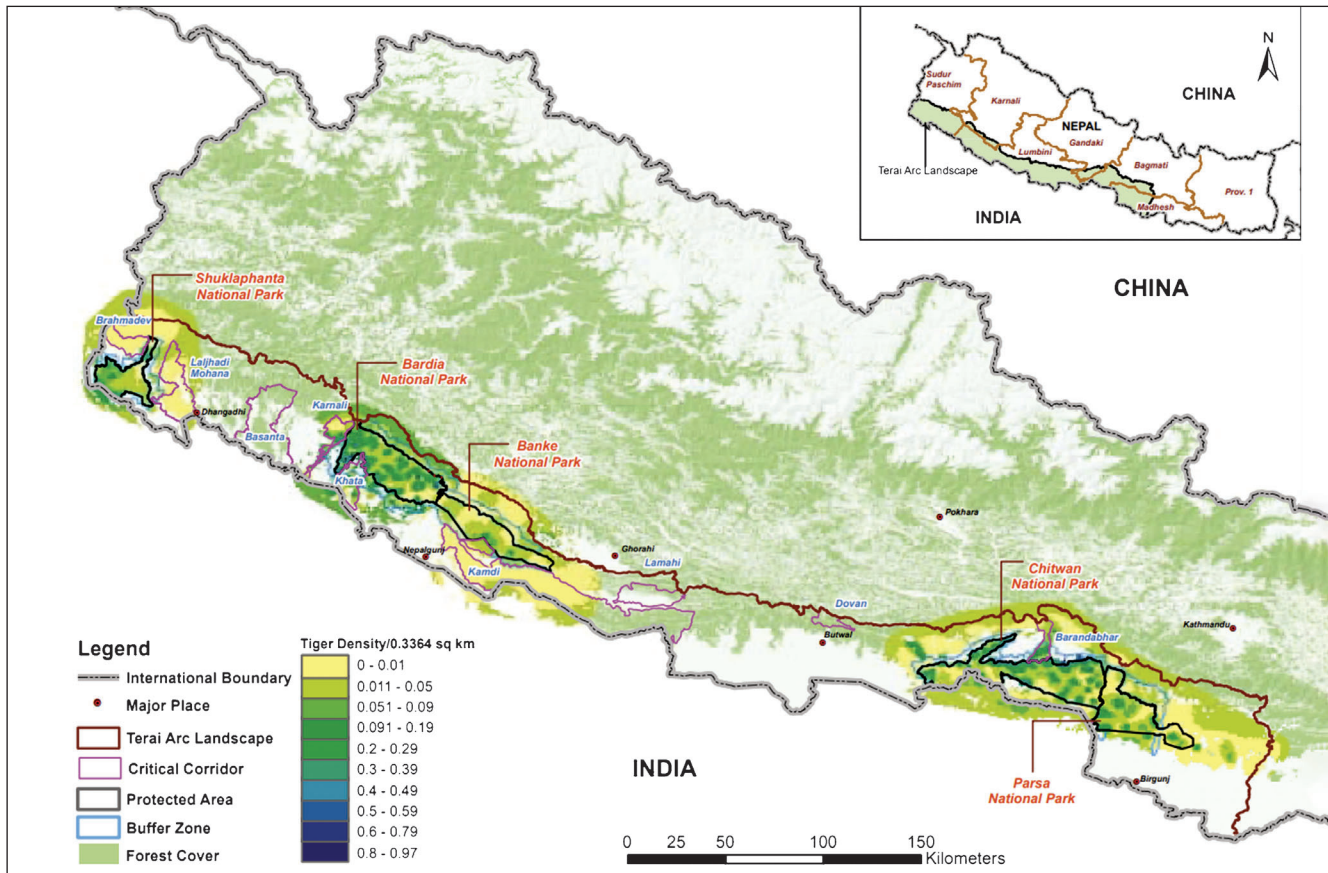 N
Sudur
Paschim
Karnali
CHINA
NEPAL
Gandaki
Lumbini
Bagmati
Terai Arc Landscape
Prov. 1
Madhesh
INDIA
CHINA
Shuklaphanta
National Park
Brahmadev
Laljhadi
Mohana
Dhangadhi
Bardia
National Park
Karnali
Basanta
Banke
National Park
Khata
Pokhara
Nepalgunj
Ghorahi
Lamahi
Kamdi
Chitwan
National Park
Dovan
Kathmandu
Barandabhar
Butwal
INDIA
Parsa
National Park
Birgunj
Legend
International Boundary
Major Place
Terai Arc Landscape
Critical Corridor
Protected Area
Buffer Zone
Forest Cover
Tiger Density/0.3364 sq km
0 - 0.01
0.011 - 0.05
0.051 - 0.09
0.091 - 0.19
0.2 - 0.29
0.3 - 0.39
0.4 - 0.49
0.5 - 0.59
0.6 - 0.79
0.8 - 0.97
0 25 50 100 150
Kilometers